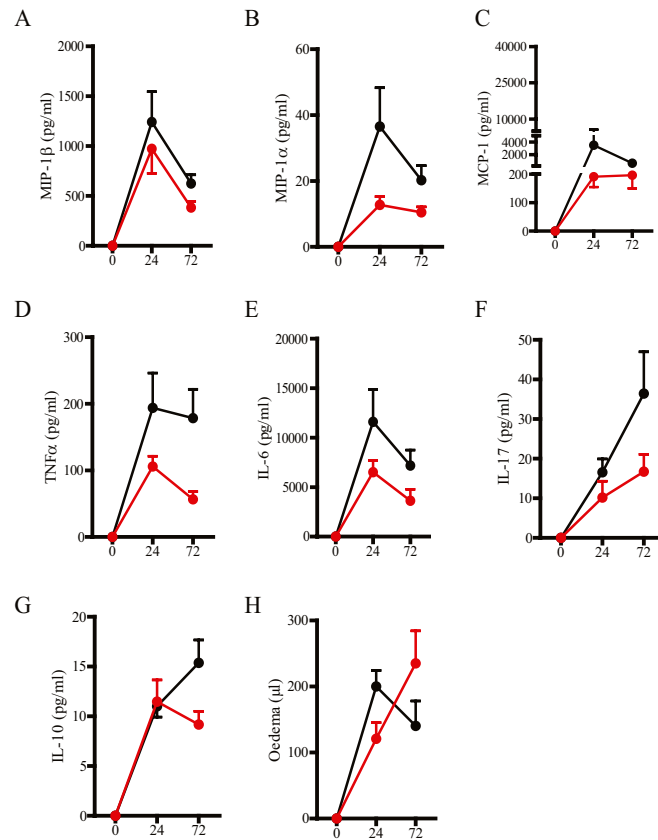 A
MIP-1β (pg/ml)
2000
1500
1000
500
0
0 24 72
B
MIP-1α (pg/ml)
60
40
20
0
0 24 72
C
MCP-1 (pg/ml)
40000
25000
10000
4000
2000
200
100
0
0 24 72
D
TNFα (pg/ml)
300
200
100
0
0 24 72
E
IL-6 (pg/ml)
20000
15000
10000
5000
0
0 24 72
F
IL-17 (pg/ml)
50
40
30
20
10
0
0 24 72
G
IL-10 (pg/ml)
20
15
10
5
0
0 24 72
H
Oedema (µl)
300
200
100
0
0 24 72